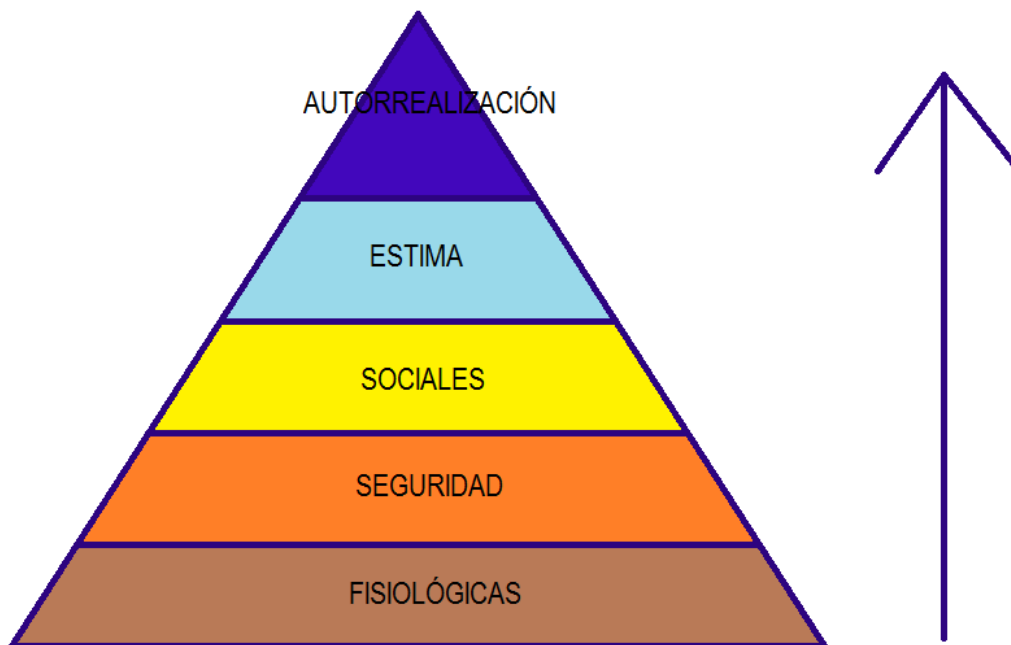 AUTORREALIZACIÓN
ESTIMA
SOCIALES
SEGURIDAD
FISIOLÓGICAS